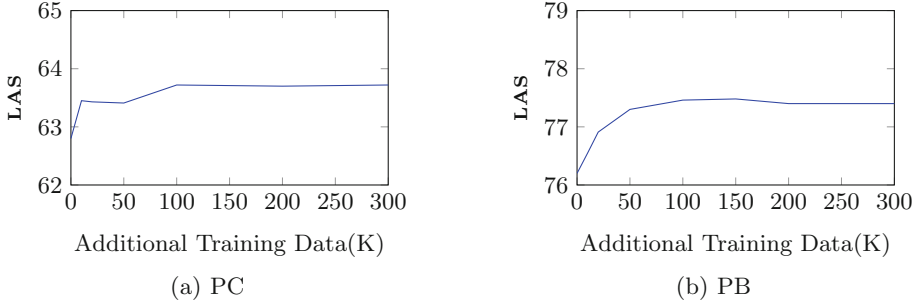 65
64
63
62
LAS
0 50 100 150 200 250 300
Additional Training Data(K)
(a) PC
79
78
77
76
LAS
0 50 100 150 200 250 300
Additional Training Data(K)
(b) PB